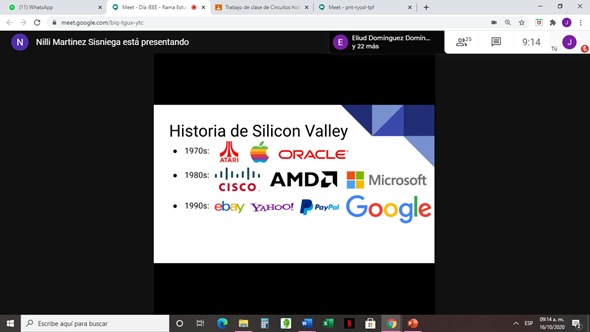 (1) WhatsApp
Meet - Día IEEE - Rama Estu
Trabajo de clase de Circuitos hid
Meet - pnt-ryod-tpf
meet.google.com/biq-tgux-ytc
N
Nilli Martinez Sisniega está presentando
E
Eliud Domínguez Domín...
y 22 más
25
9:14
J
Tú
Historia de Silicon Valley
1970s:
ATARI
ORACLE
1980s:
CISCO
AMD
Microsoft
1990s:
ebay
YAHOO!
PayPal
Google
Escribe aquí para buscar
ESP
09:14 a. m.
16/10/2020